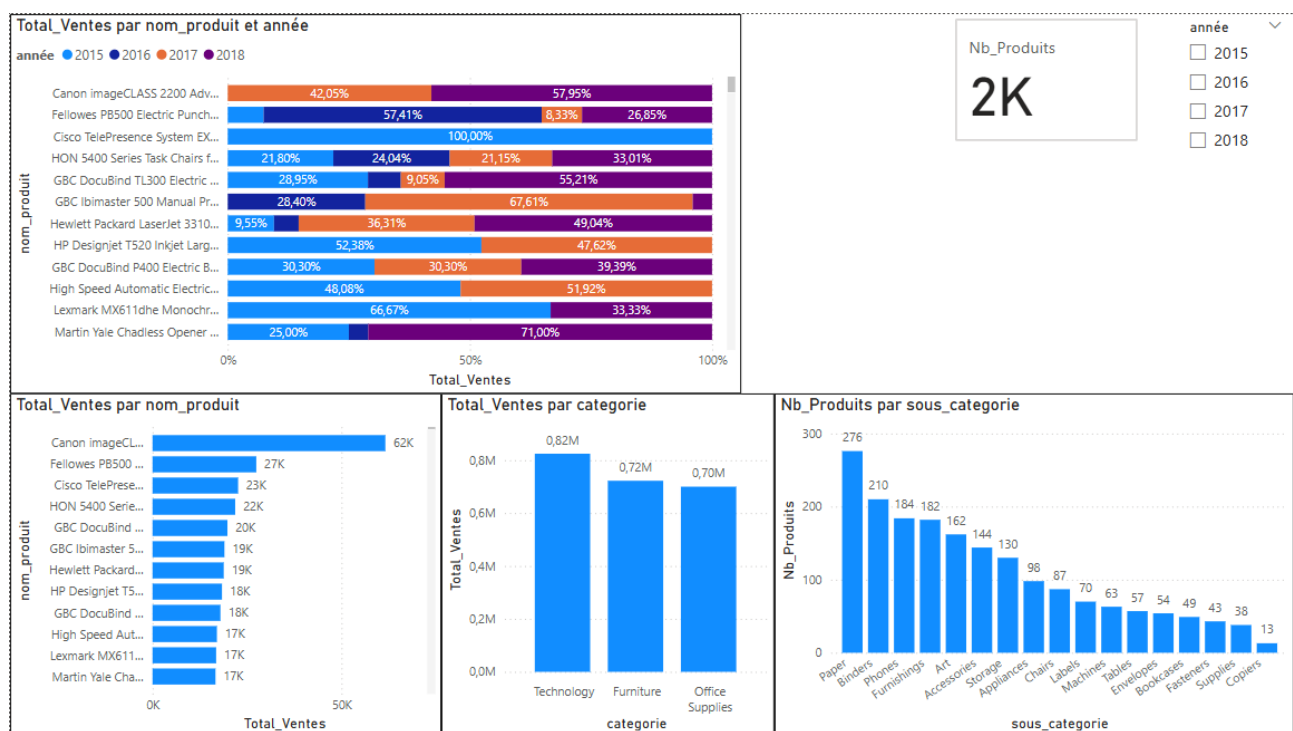 Total_Ventes par nom_produit et année
année 2015 2016 2017 2018
nom_produit
Canon imageCLASS 2200 Adv... 42,05% 57,95%
Fellowes PB500 Electric Punch... 57,41% 8,33% 26,85%
Cisco TelePresence System EX... 100,00%
HON 5400 Series Task Chairs f... 21,80% 24,04% 21,15% 33,01%
GBC DocuBind TL300 Electric ... 28,95% 9,05% 55,21%
GBC Ibimaster 500 Manual Pr... 28,40% 67,61%
Hewlett Packard LaserJet 3310... 9,55% 36,31% 49,04%
HP Designjet T520 Inkjet Larg... 52,38% 47,62%
GBC DocuBind P400 Electric B... 30,30% 30,30% 39,39%
High Speed Automatic Electric... 48,08% 51,92%
Lexmark MX611dhe Monochr... 66,67% 33,33%
Martin Yale Chadless Opener ... 25,00% 71,00%
0% 50% 100%
Total_Ventes
Nb_Produits
2K
année
2015
2016
2017
2018
Total_Ventes par nom_produit
nom_produit
Canon imageCL... 62K
Fellowes PB500 ... 27K
Cisco TelePrese... 23K
HON 5400 Serie... 22K
GBC DocuBind ... 20K
GBC Ibimaster 5... 19K
Hewlett Packard... 19K
HP Designjet T5... 18K
GBC DocuBind ... 18K
High Speed Aut... 17K
Lexmark MX611... 17K
Martin Yale Cha... 17K
0K 50K
Total_Ventes
Total_Ventes par categorie
Total_Ventes
0,8M
0,6M
0,4M
0,2M
0,0M
0,82M 0,72M 0,70M
Technology Furniture Office
Supplies
categorie
Nb_Produits par sous_categorie
Nb_Produits
300
200
100
0
276 210 184 182 162 144 130 98 87 70 63 57 54 49 43 38 13
Paper Binders Phones Furnishings Art Accessories Storage Appliances Chairs Labels Machines Tables Envelopes Bookcases Fasteners Supplies Copiers
sous_categorie